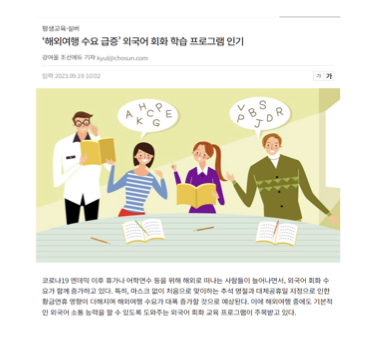 평생교육·실버
'해외여행 수요 급증' 외국어 회화 학습 프로그램 인기
강여울 조선에듀 기자 kyul@chosun.com
입력 2023.09.19 10:02
가 가
A H C P E
K G C
V B S R
P J D R
코로나19 엔데믹 이후 휴가나 어학연수 등을 위해 해외로 떠나는 사람들이 늘어나면서, 외국어 회화 수
요가 함께 증가하고 있다. 특히, 마스크 없이 처음으로 맞이하는 추석 명절과 대체공휴일 지정으로 인한
황금연휴 영향이 더해지며 해외여행 수요가 대폭 증가할 것으로 예상된다. 이에 해외여행 중에도 기본적
인 외국어 소통 능력을 할 수 있도록 도와주는 외국어 회화 교육 프로그램이 주목받고 있다.